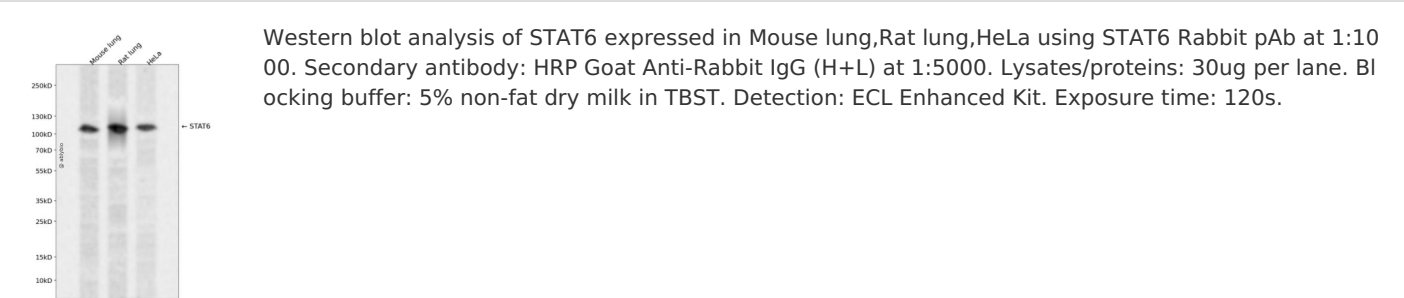 Mouse lung
Rat lung
HeLa
250kD
130kD
100kD
70kD
55kD
35kD
25kD
15kD
10kD
← STAT6
@ ablybio
Western blot analysis of STAT6 expressed in Mouse lung,Rat lung,HeLa using STAT6 Rabbit pAb at 1:10
00. Secondary antibody: HRP Goat Anti-Rabbit IgG (H+L) at 1:5000. Lysates/proteins: 30ug per lane. Bl
ocking buffer: 5% non-fat dry milk in TBST. Detection: ECL Enhanced Kit. Exposure time: 120s.